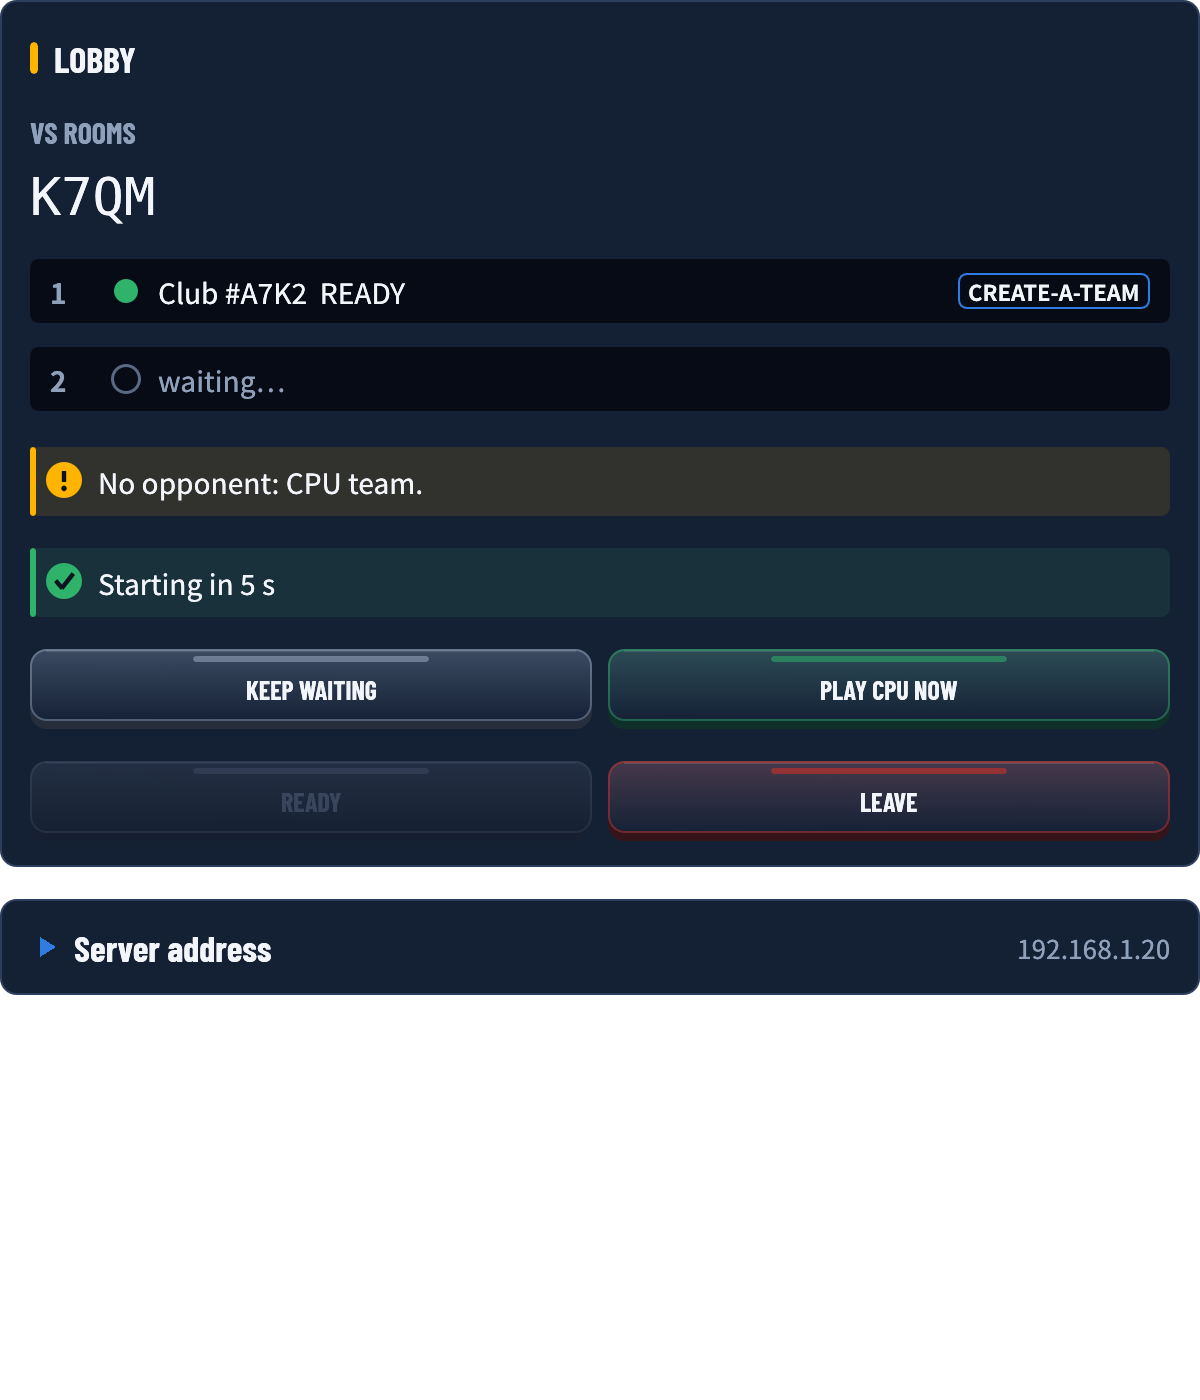 LOBBY
VS ROOMS
K7QM
1 Club #A7K2 READY CREATE-A-TEAM
2 waiting…
No opponent: CPU team.
Starting in 5 s
KEEP WAITING PLAY CPU NOW
READY LEAVE
Server address 192.168.1.20